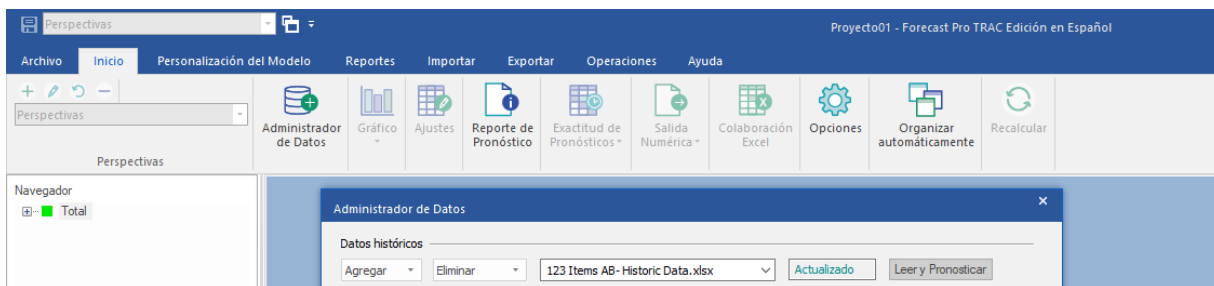 Perspectivas
Proyecto01 - Forecast Pro TRAC Edición en Español
Archivo Inicio Personalización del Modelo Reportes Importar Exportar Operaciones Ayuda
Perspectivas
Administrador de Datos
Gráfico
Ajustes
Reporte de Pronóstico
Exactitud de Pronósticos
Salida Numérica
Colaboración Excel
Opciones
Organizar automáticamente
Recalcular
Perspectivas
Navegador
Total
Administrador de Datos
Datos históricos
Agregar Eliminar 123 Items AB- Historic Data.xlsx Actualizado Leer y Pronosticar